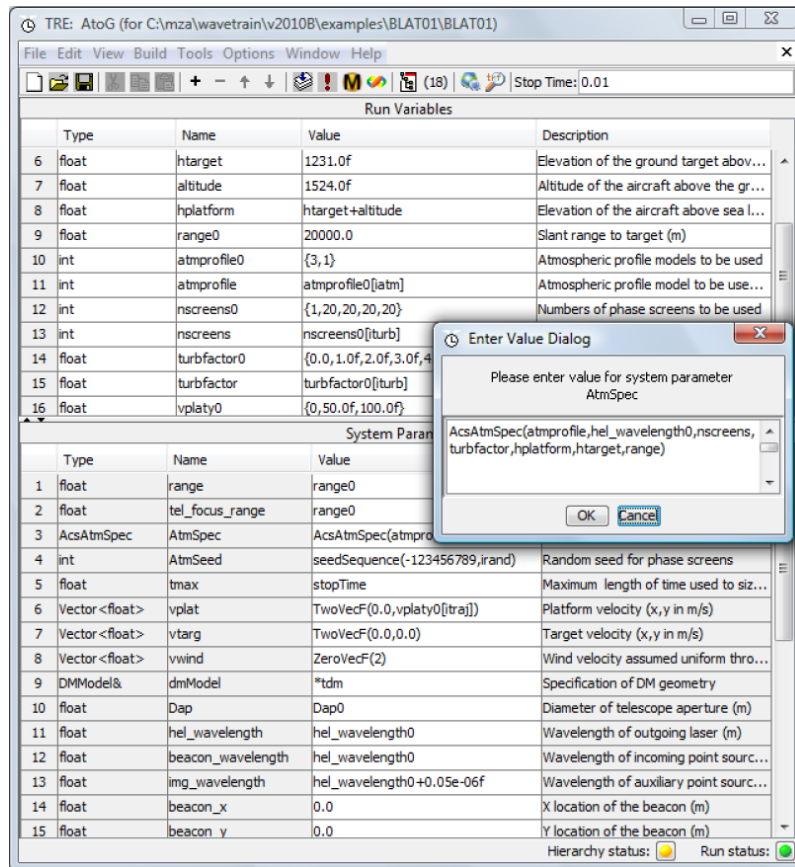 TRE: AtoG (for C:\mza\wavetrain\v2010B\examples\BLAT01\BLAT01)
File Edit View Build Tools Options Window Help
(18) Stop Time: 0.01
Run Variables
Type Name Value Description
6 float htarget 1231.0f Elevation of the ground target abov...
7 float altitude 1524.0f Altitude of the aircraft above the gr...
8 float hplatform htarget+altitude Elevation of the aircraft above sea l...
9 float range0 20000.0 Slant range to target (m)
10 int atmprofile0 {3,1} Atmospheric profile models to be used
11 int atmprofile atmprofile0[iatm] Atmospheric profile model to be use...
12 int nscreens0 {1,20,20,20,20} Numbers of phase screens to be used
13 int nscreens nscreens0[iturb]
14 float turbfactor0 {0.0,1.0f,2.0f,3.0f,4
15 float turbfactor turbfactor0[iturb]
16 float vplaty0 {0,50.0f,100.0f}
Enter Value Dialog
Please enter value for system parameter
AtmSpec
AcsAtmSpec(atmprofile,hel_wavelength0,nscreens,
turbfactor,hplatform,htarget,range)
OK Cancel
System Param
Type Name Value
1 float range range0
2 float tel_focus_range range0
3 AcsAtmSpec AtmSpec AcsAtmSpec(atmpro
4 int AtmSeed seedSequence(-123456789,irand) Random seed for phase screens
5 float tmax stopTime Maximum length of time used to siz...
6 Vector<float> vplat TwoVecF(0.0,vplaty0[itraj]) Platform velocity (x,y in m/s)
7 Vector<float> vtarg TwoVecF(0.0,0.0) Target velocity (x,y in m/s)
8 Vector<float> vwind ZeroVecF(2) Wind velocity assumed uniform thro...
9 DMModel& dmModel *tdm Specification of DM geometry
10 float Dap Dap0 Diameter of telescope aperture (m)
11 float hel_wavelength hel_wavelength0 Wavelength of outgoing laser (m)
12 float beacon_wavelength hel_wavelength0 Wavelength of incoming point sourc...
13 float img_wavelength hel_wavelength0+0.05e-06f Wavelength of auxiliary point sourc...
14 float beacon_x 0.0 X location of the beacon (m)
15 float beacon_y 0.0 Y location of the beacon (m)
Hierarchy status: Run status: